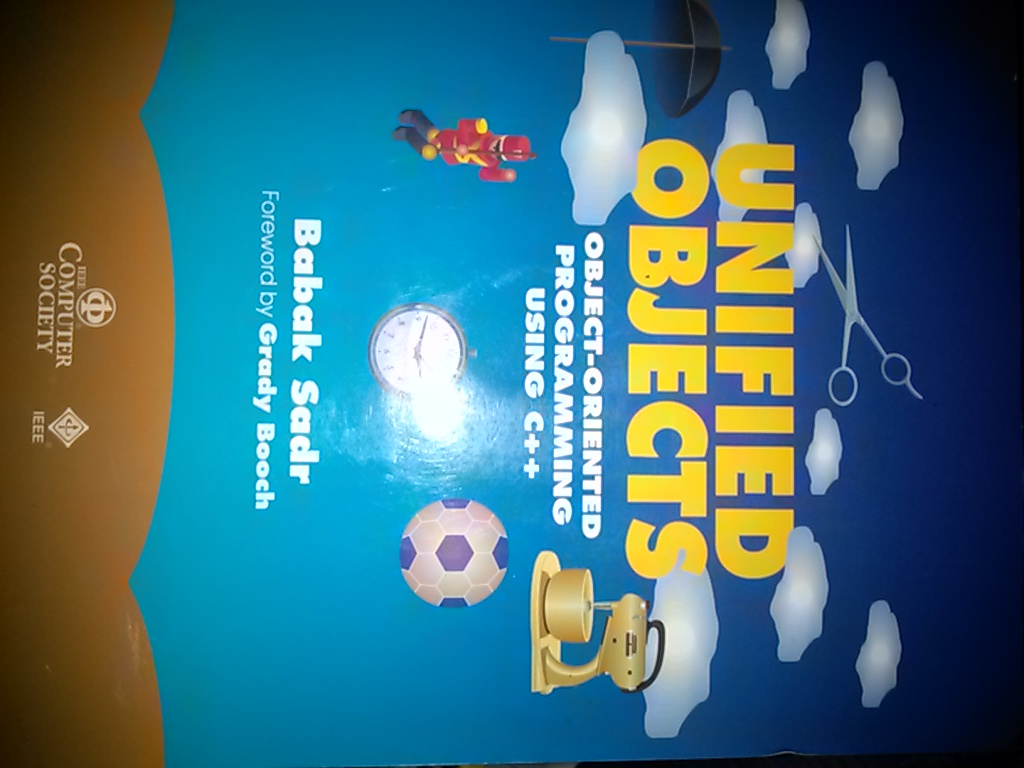 UNIFIED
OBJECTS
OBJECT-ORIENTED
PROGRAMMING
USING C++
Babak Sadr
Foreword by Grady Booch
IEEE
COMPUTER
SOCIETY
IEEE